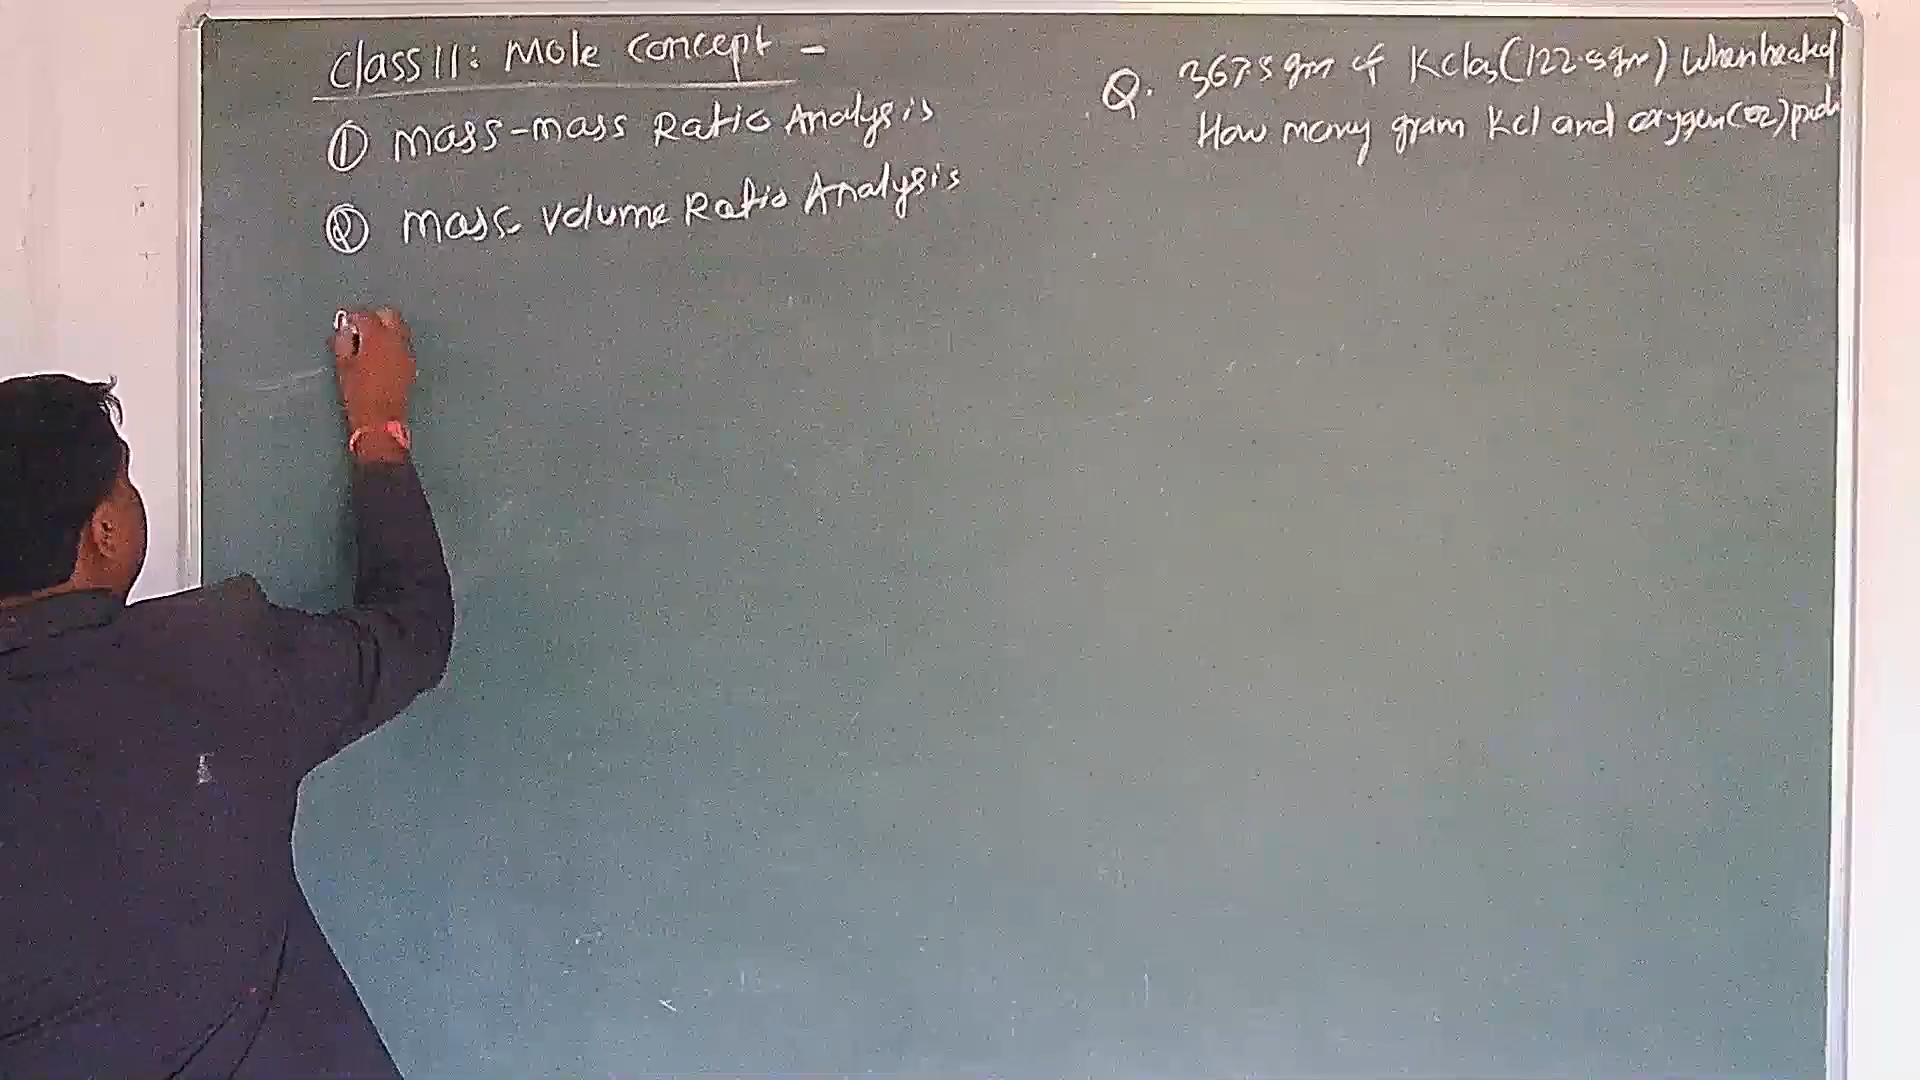 Class 11: Mole Concept -
① Mass-mass Ratio Analysis
② Mass-Volume Ratio Analysis
Q. 367.5 gm of KClO3 (122.5 gm) When heated
How many gram KCl and oxygen (O2) produ